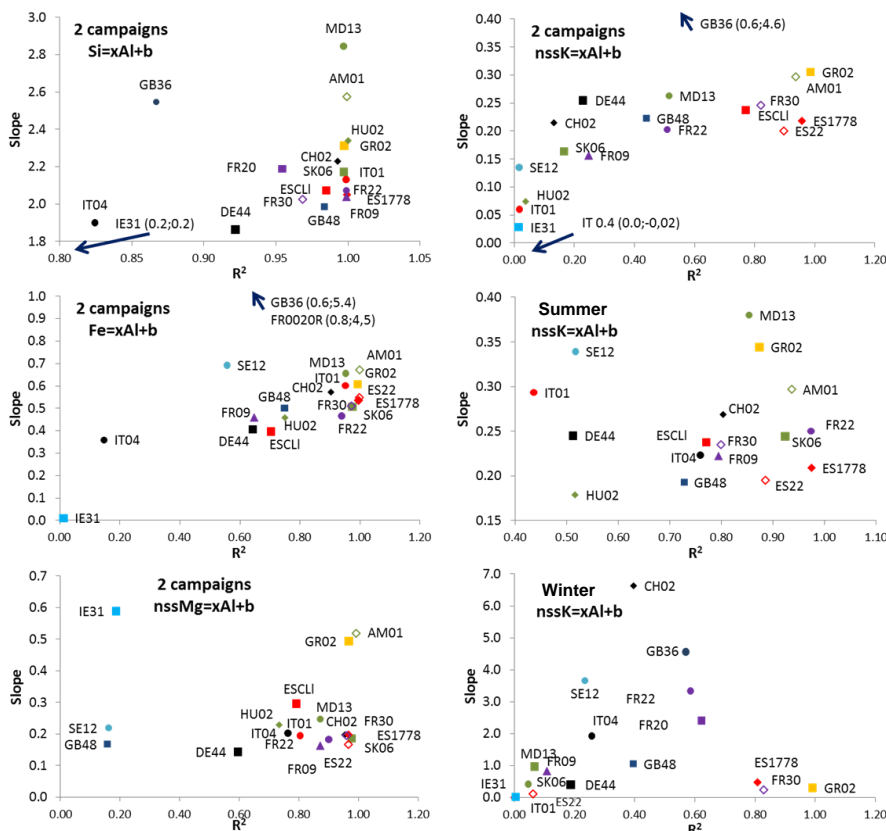 2 campaigns
Si=xAl+b
Slope
3.0
2.8
2.6
2.4
2.2
2.0
1.8
0.80
0.85
0.90
0.95
1.00
1.05
R2
MD13
AM01
GB36
HU02
GR02
CH02
FR20
SK06
IT01
ESCLI
FR22
FR30
ES1778
GB48
FR09
IT04
IE31 (0.2;0.2)
DE44
2 campaigns
nssK=xAl+b
Slope
0.40
0.35
0.30
0.25
0.20
0.15
0.10
0.05
0.00
0.00
0.20
0.40
0.60
0.80
1.00
1.20
R2
GB36 (0.6;4.6)
GR02
AM01
DE44
MD13
FR30
CH02
GB48
ESCLI
ES1778
FR22
ES22
SK06
FR09
SE12
HU02
IT01
IE31
IT 0.4 (0.0;-0,02)
2 campaigns
Fe=xAl+b
Slope
1.0
0.9
0.8
0.7
0.6
0.5
0.4
0.3
0.2
0.1
0.0
0.00
0.20
0.40
0.60
0.80
1.00
1.20
R2
GB36 (0.6;5.4)
FR0020R (0.8;4,5)
AM01
SE12
MD13
IT01
GR02
CH02
ES22
GB48
FR30
ES1778
FR09
SK06
HU02
FR22
DE44
ESCLI
IT04
IE31
Summer
nssK=xAl+b
Slope
0.40
0.35
0.30
0.25
0.20
0.15
0.40
0.50
0.60
0.70
0.80
0.90
1.00
1.10
R2
MD13
SE12
GR02
IT01
AM01
CH02
FR22
DE44
ESCLI
FR30
SK06
IT04
FR09
ES1778
HU02
GB48
ES22
2 campaigns
nssMg=xAl+b
Slope
0.7
0.6
0.5
0.4
0.3
0.2
0.1
0.0
0.00
0.20
0.40
0.60
0.80
1.00
1.20
R2
IE31
AM01
GR02
ESCLI
MD13
HU02
IT01
CH02
FR30
SE12
IT04
ES1778
GB48
FR22
SK06
DE44
ES22
FR09
Winter
nssK=xAl+b
Slope
7.0
6.0
5.0
4.0
3.0
2.0
1.0
0.0
0.00
0.20
0.40
0.60
0.80
1.00
1.20
R2
CH02
GB36
SE12
FR22
FR20
IT04
MD13
FR09
GB48
ES1778
IE31
SK06
DE44
FR30
GR02
IT01
ES22